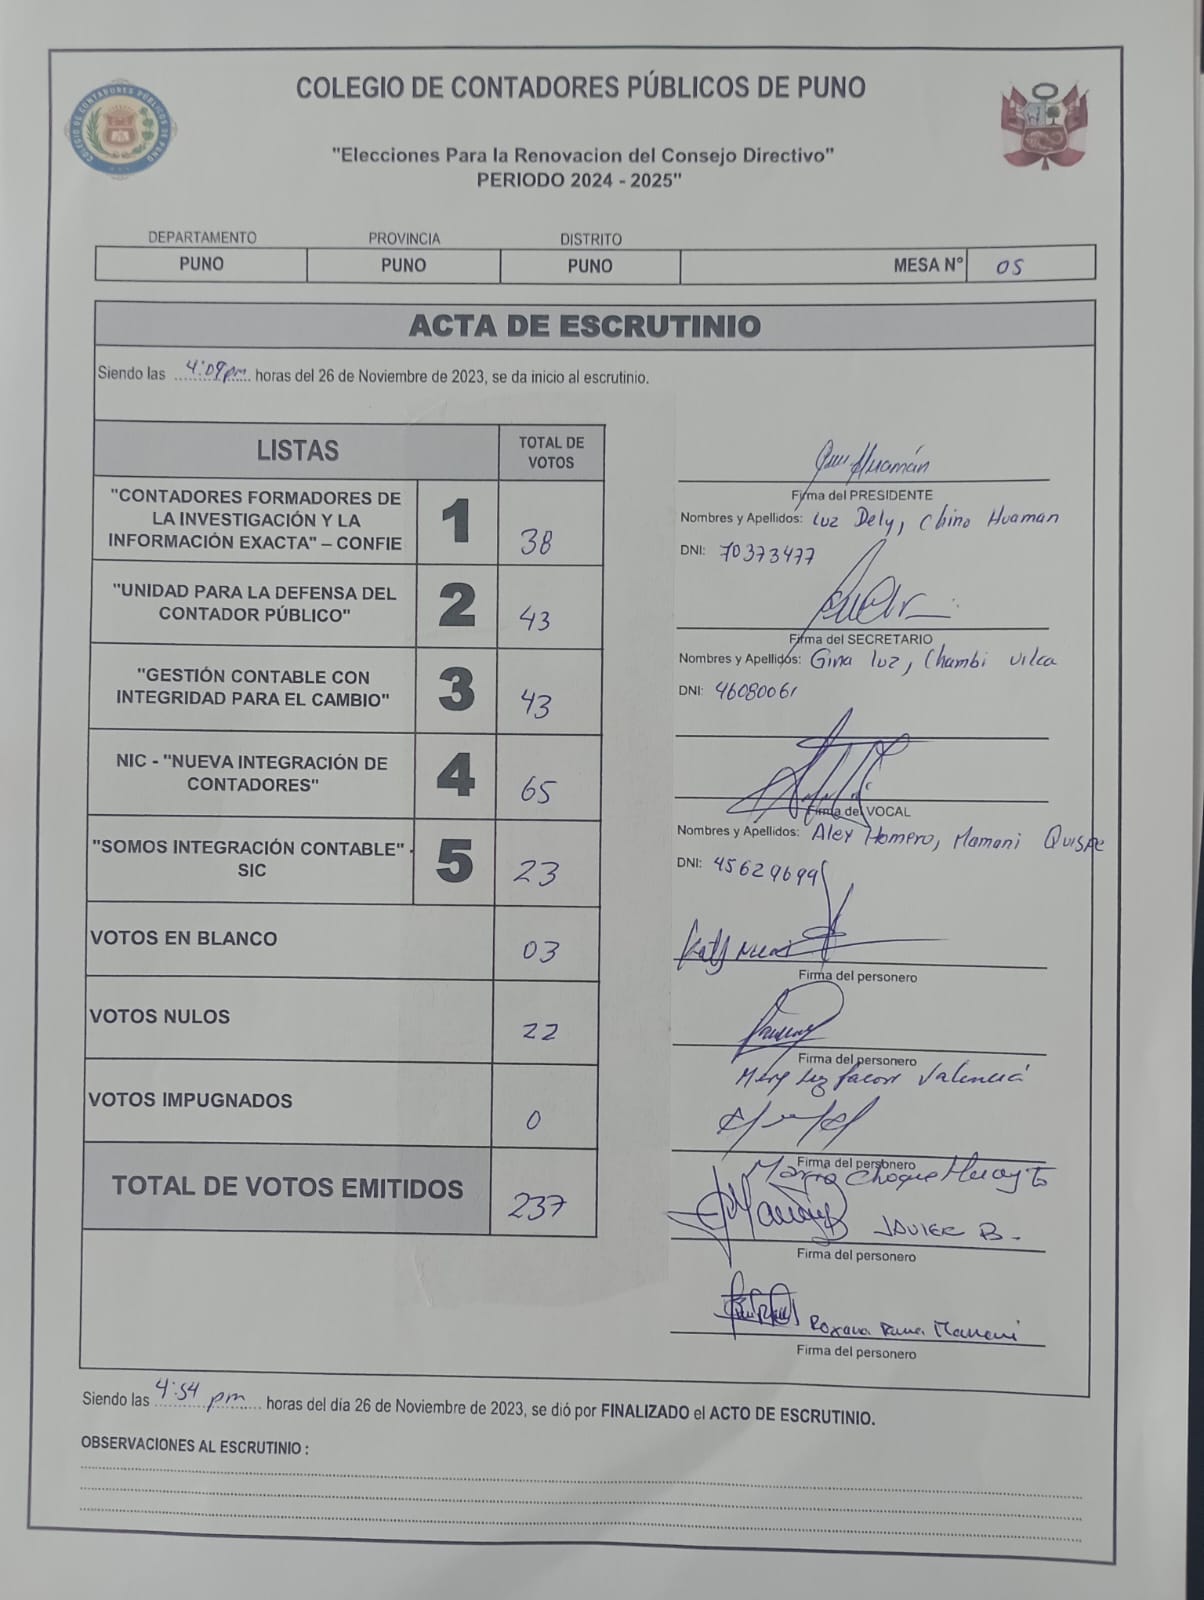 COLEGIO DE CONTADORES PÚBLICOS DE PUNO
COLEGIO DE CONTADORES PÚBLICOS DE PUNO
"Elecciones Para la Renovacion del Consejo Directivo"
PERIODO 2024 - 2025"
DEPARTAMENTO PROVINCIA DISTRITO
PUNO PUNO PUNO MESA N° 05
ACTA DE ESCRUTINIO
Siendo las 4:09pm horas del 26 de Noviembre de 2023, se da inicio al escrutinio.
LISTAS TOTAL DE VOTOS
"CONTADORES FORMADORES DE
LA INVESTIGACIÓN Y LA
INFORMACIÓN EXACTA" – CONFIE
1 38
"UNIDAD PARA LA DEFENSA DEL
CONTADOR PÚBLICO"
2 43
"GESTIÓN CONTABLE CON
INTEGRIDAD PARA EL CAMBIO"
3 43
NIC - "NUEVA INTEGRACIÓN DE
CONTADORES"
4 65
"SOMOS INTEGRACIÓN CONTABLE" -
SIC
5 23
VOTOS EN BLANCO 03
VOTOS NULOS 22
VOTOS IMPUGNADOS 0
TOTAL DE VOTOS EMITIDOS 237
Huamán
Firma del PRESIDENTE
Nombres y Apellidos: Luz Dely, Chino Huaman
DNI: 70373477
Firma del SECRETARIO
Nombres y Apellidos: Gina luz, Chambi vilca
DNI: 46080061
Firma del VOCAL
Nombres y Apellidos: Alex Homero, Mamani Quispe
DNI: 45629699
Firma del personero
Firma del personero
Valencia
Firma del personero
Choque
JAVIER B.
Firma del personero
Roxana Mamani
Firma del personero
Siendo las 4:54 pm horas del día 26 de Noviembre de 2023, se dió por FINALIZADO el ACTO DE ESCRUTINIO.
OBSERVACIONES AL ESCRUTINIO :